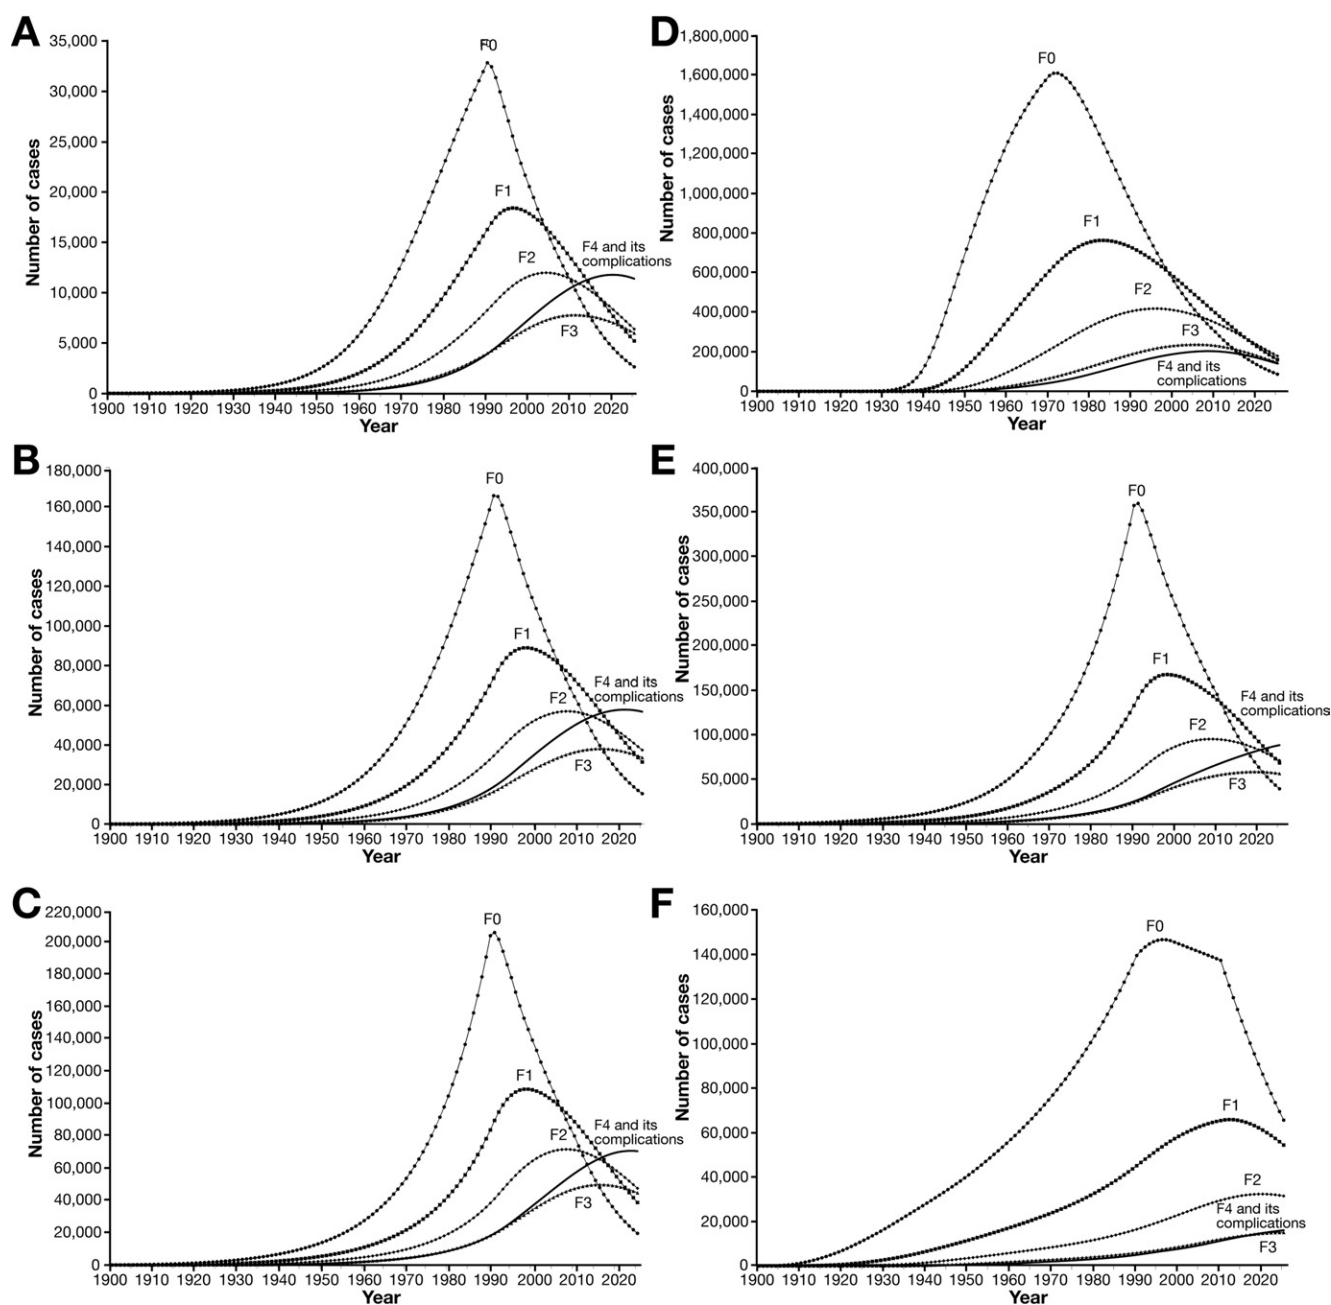 A
35,000
30,000
25,000
20,000
15,000
10,000
5,000
0
Number of cases
F0
F1
F2
F4 and its
complications
F3
1900 1910 1920 1930 1940 1950 1960 1970 1980 1990 2000 2010 2020
Year
D
1,800,000
1,600,000
1,400,000
1,200,000
1,000,000
800,000
600,000
400,000
200,000
0
Number of cases
F0
F1
F2
F3
F4 and its
complications
1900 1910 1920 1930 1940 1950 1960 1970 1980 1990 2000 2010 2020
Year
B
180,000
160,000
140,000
120,000
100,000
80,000
60,000
40,000
20,000
0
Number of cases
F0
F1
F4 and its
complications
F2
F3
1900 1910 1920 1930 1940 1950 1960 1970 1980 1990 2000 2010 2020
Year
E
400,000
350,000
300,000
250,000
200,000
150,000
100,000
50,000
0
Number of cases
F0
F1
F4 and its
complications
F2
F3
1900 1910 1920 1930 1940 1950 1960 1970 1980 1990 2000 2010 2020
Year
C
220,000
200,000
180,000
160,000
140,000
120,000
100,000
80,000
60,000
40,000
20,000
0
Number of cases
F0
F1
F4 and its
complications
F2
F3
1900 1910 1920 1930 1940 1950 1960 1970 1980 1990 2000 2010 2020
Year
F
160,000
140,000
120,000
100,000
80,000
60,000
40,000
20,000
0
Number of cases
F0
F1
F2
F4 and its
complications
F3
1900 1910 1920 1930 1940 1950 1960 1970 1980 1990 2000 2010 2020
Year